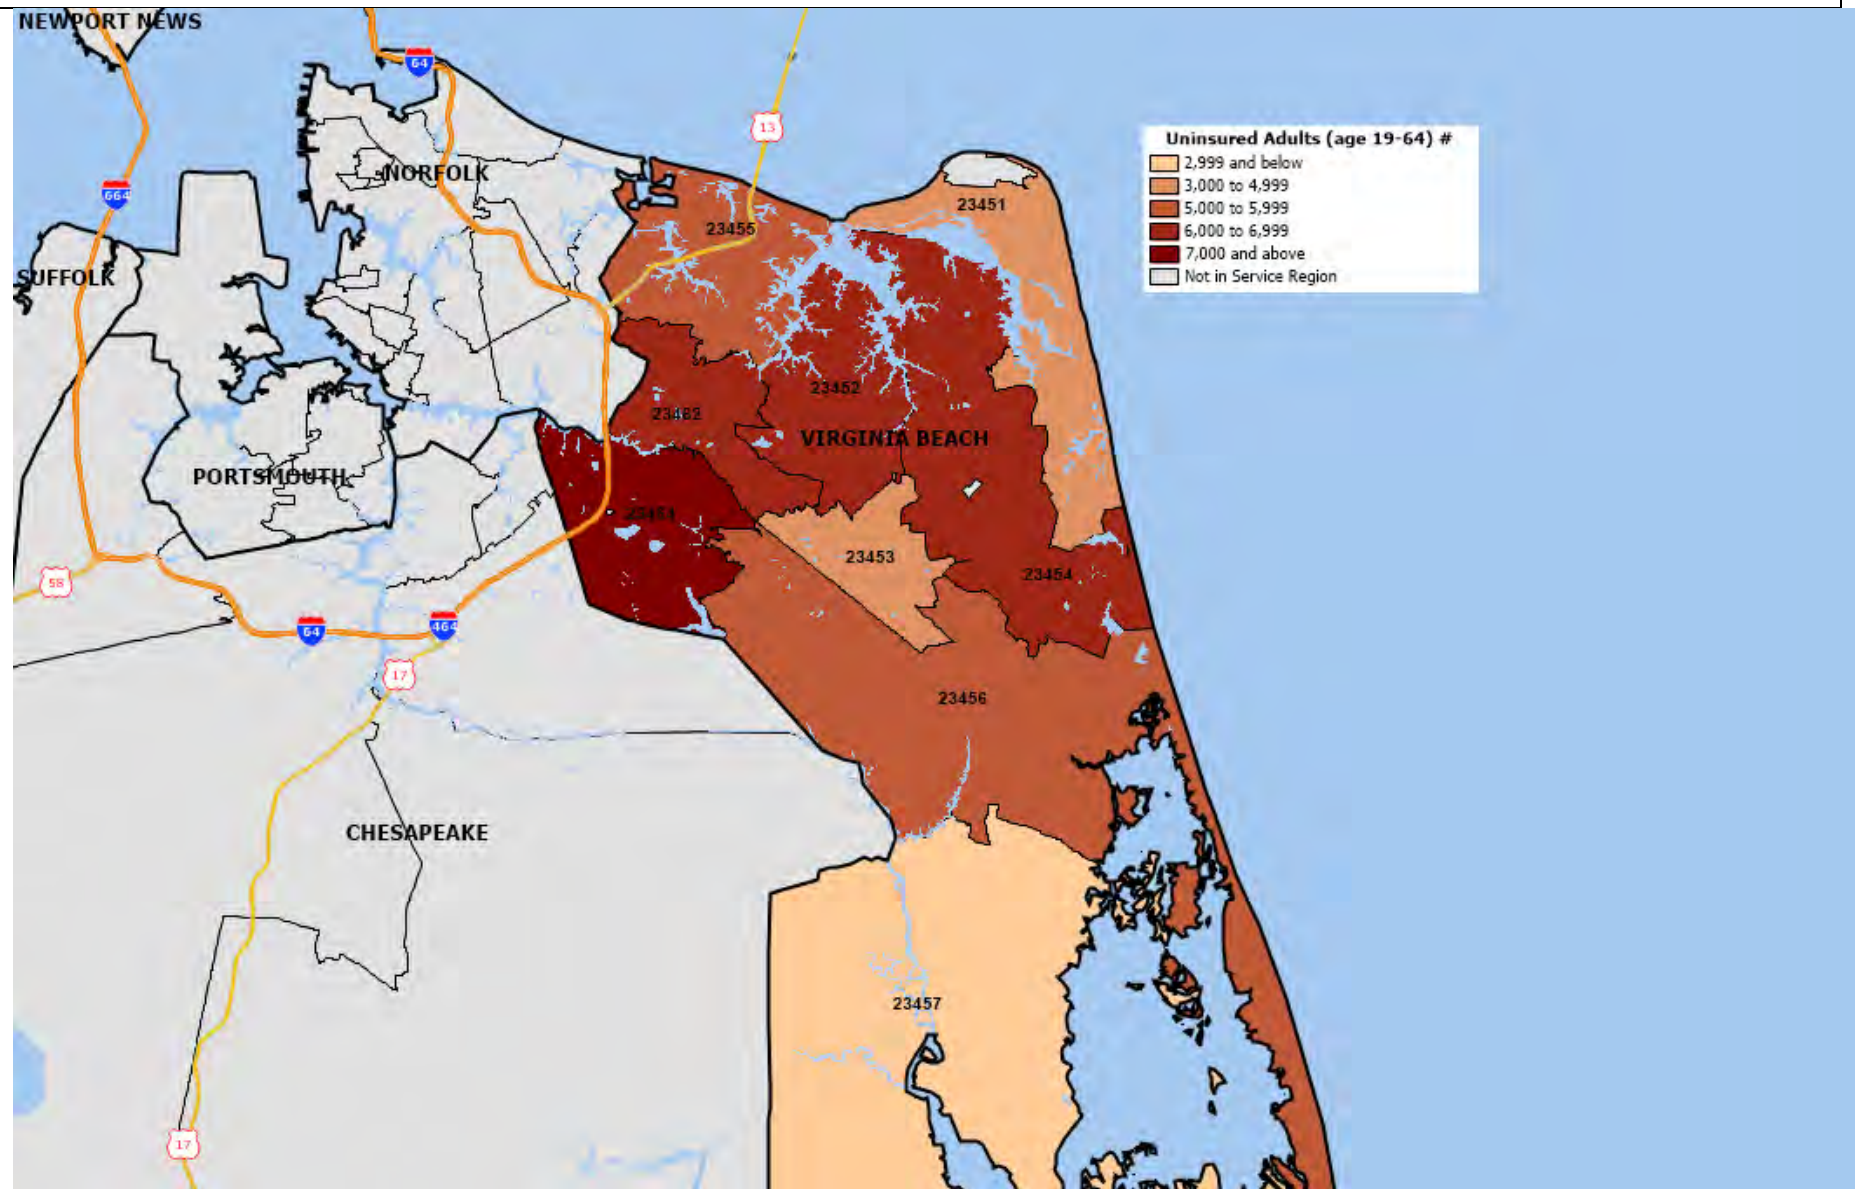 NEWPORT NEWS
64
13
Uninsured Adults (age 19-64) #
2,999 and below
3,000 to 4,999
5,000 to 5,999
6,000 to 6,999
7,000 and above
Not in Service Region
NORFOLK
664
23451
23455
SUFFOLK
23452
23462
VIRGINIA BEACH
PORTSMOUTH
23453
23454
58
64
464
17
23456
CHESAPEAKE
23457
17